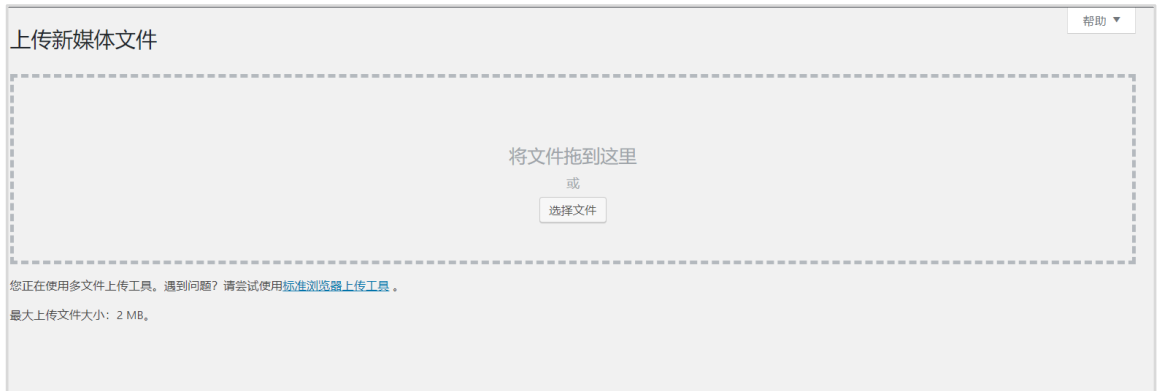 帮助 ▼
上传新媒体文件
将文件拖到这里
或
选择文件
您正在使用多文件上传工具。遇到问题？请尝试使用标准浏览器上传工具 。
最大上传文件大小：2 MB。